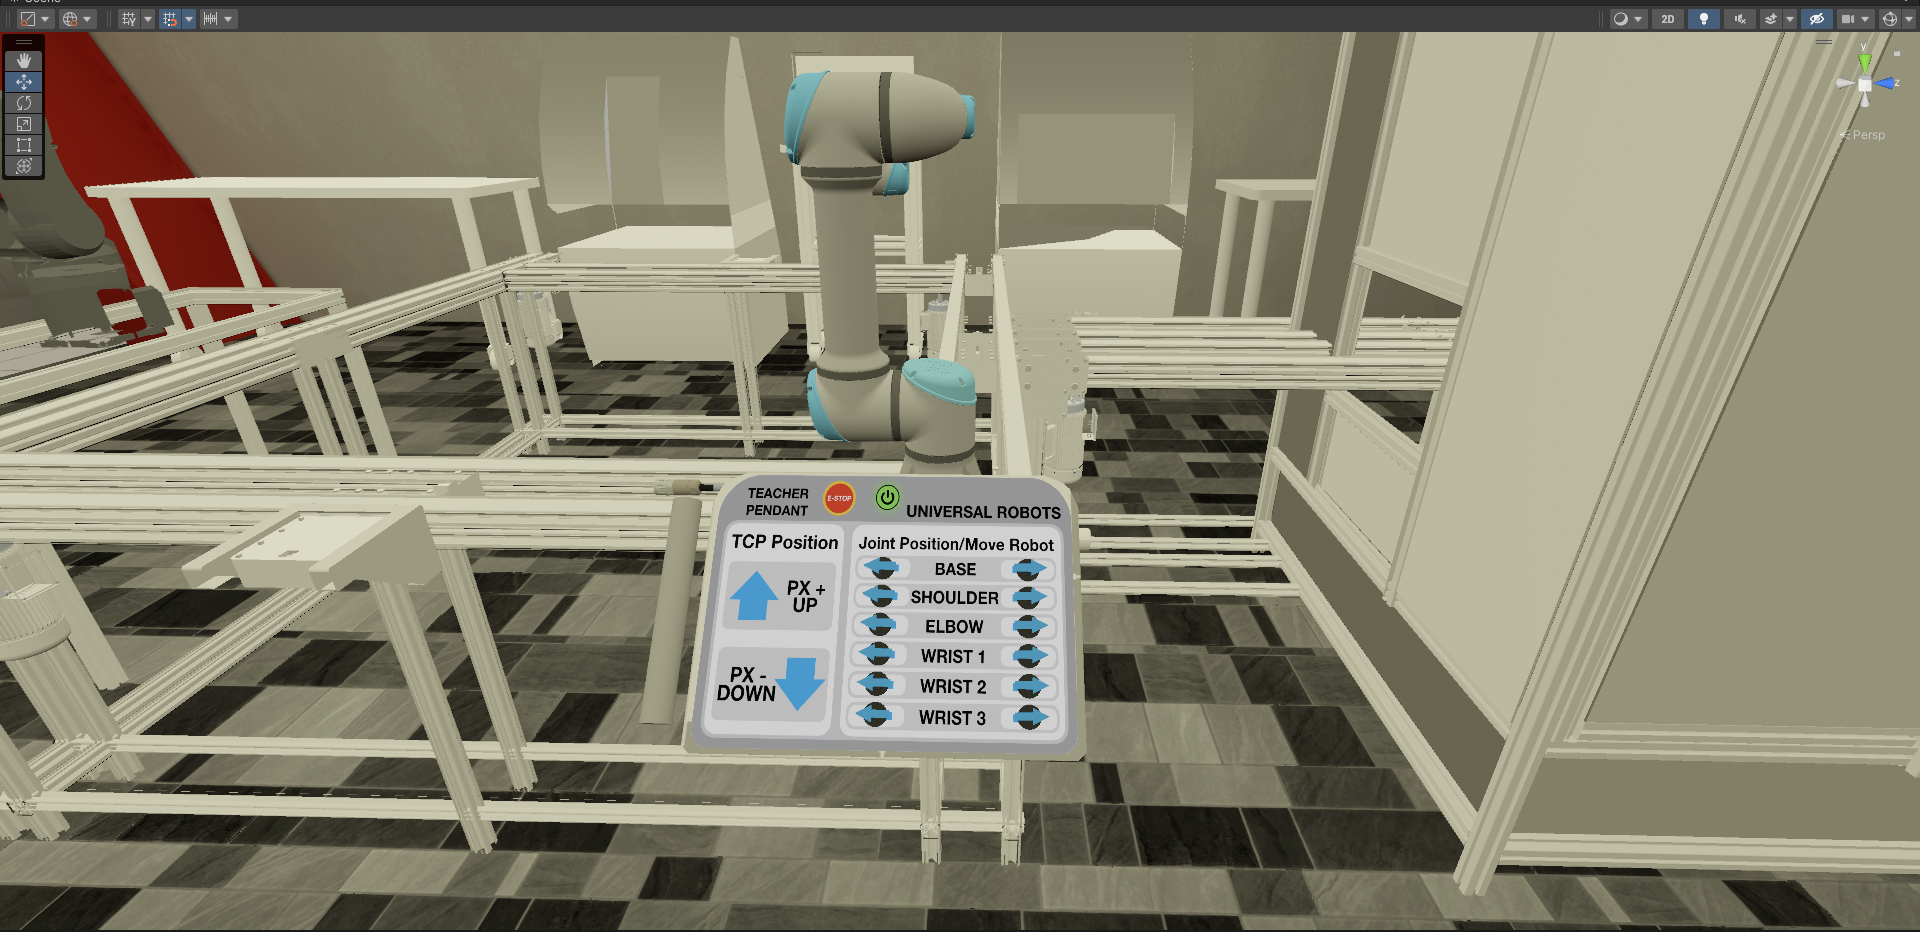 2D
y
z
Persp
TEACHER
PENDANT
E-STOP
UNIVERSAL ROBOTS
TCP Position
PX +
UP
PX -
DOWN
Joint Position/Move Robot
BASE
SHOULDER
ELBOW
WRIST 1
WRIST 2
WRIST 3